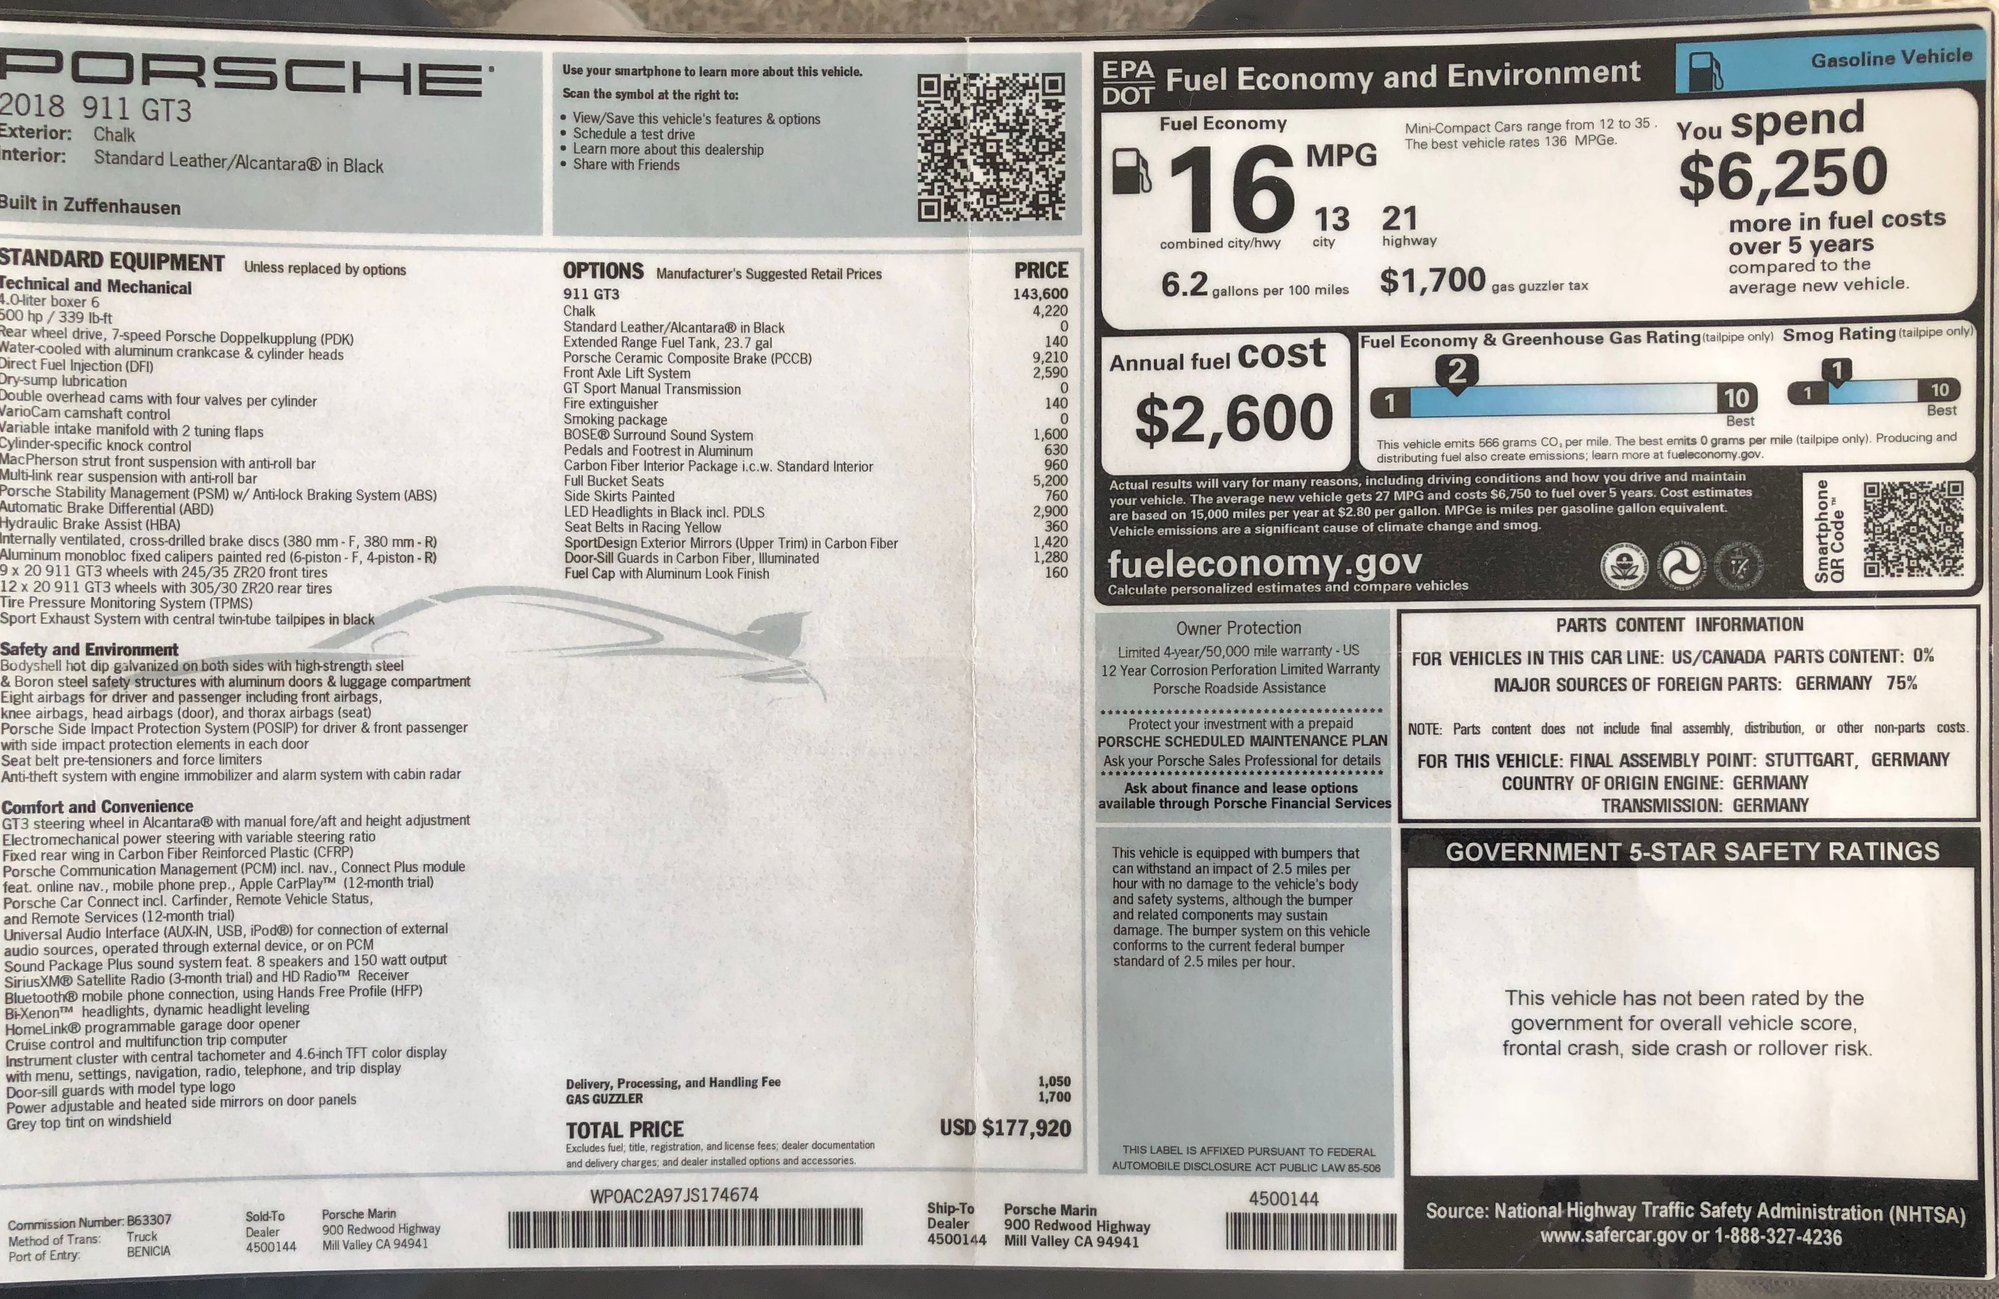 PORSCHE
2018 911 GT3
Exterior: Chalk
Interior: Standard Leather/Alcantara® in Black
Built in Zuffenhausen
Use your smartphone to learn more about this vehicle.
Scan the symbol at the right to:
• View/Save this vehicle's features & options
• Schedule a test drive
• Learn more about this dealership
• Share with Friends
STANDARD EQUIPMENT Unless replaced by options
Technical and Mechanical
4.0-liter boxer 6
500 hp / 339 lb-ft
Rear wheel drive, 7-speed Porsche Doppelkupplung (PDK)
Water-cooled with aluminum crankcase & cylinder heads
Direct Fuel Injection (DFI)
Dry-sump lubrication
Double overhead cams with four valves per cylinder
VarioCam camshaft control
Variable intake manifold with 2 tuning flaps
Cylinder-specific knock control
MacPherson strut front suspension with anti-roll bar
Multi-link rear suspension with anti-roll bar
Porsche Stability Management (PSM) w/ Anti-lock Braking System (ABS)
Automatic Brake Differential (ABD)
Hydraulic Brake Assist (HBA)
Internally ventilated, cross-drilled brake discs (380 mm - F, 380 mm - R)
Aluminum monobloc fixed calipers painted red (6-piston - F, 4-piston - R)
9 x 20 911 GT3 wheels with 245/35 ZR20 front tires
12 x 20 911 GT3 wheels with 305/30 ZR20 rear tires
Tire Pressure Monitoring System (TPMS)
Sport Exhaust System with central twin-tube tailpipes in black
Safety and Environment
Bodyshell hot dip galvanized on both sides with high-strength steel
& Boron steel safety structures with aluminum doors & luggage compartment
Eight airbags for driver and passenger including front airbags,
knee airbags, head airbags (door), and thorax airbags (seat)
Porsche Side Impact Protection System (POSIP) for driver & front passenger
with side impact protection elements in each door
Seat belt pre-tensioners and force limiters
Anti-theft system with engine immobilizer and alarm system with cabin radar
Comfort and Convenience
GT3 steering wheel in Alcantara® with manual fore/aft and height adjustment
Electromechanical power steering with variable steering ratio
Fixed rear wing in Carbon Fiber Reinforced Plastic (CFRP)
Porsche Communication Management (PCM) incl. nav., Connect Plus module
feat. online nav., mobile phone prep., Apple CarPlay™ (12-month trial)
Porsche Car Connect incl. Carfinder, Remote Vehicle Status,
and Remote Services (12-month trial)
Universal Audio Interface (AUX-IN, USB, iPod®) for connection of external
audio sources, operated through external device, or on PCM
Sound Package Plus sound system feat. 8 speakers and 150 watt output
SiriusXM® Satellite Radio (3-month trial) and HD Radio™ Receiver
Bluetooth® mobile phone connection, using Hands Free Profile (HFP)
Bi-Xenon™ headlights, dynamic headlight leveling
HomeLink® programmable garage door opener
Cruise control and multifunction trip computer
Instrument cluster with central tachometer and 4.6-inch TFT color display
with menu, settings, navigation, radio, telephone, and trip display
Door-sill guards with model type logo
Power adjustable and heated side mirrors on door panels
Grey top tint on windshield
OPTIONS Manufacturer's Suggested Retail Prices PRICE
911 GT3 143,600
Chalk 4,220
Standard Leather/Alcantara® in Black 0
Extended Range Fuel Tank, 23.7 gal 140
Porsche Ceramic Composite Brake (PCCB) 9,210
Front Axle Lift System 2,590
GT Sport Manual Transmission 0
Fire extinguisher 140
Smoking package 0
BOSE® Surround Sound System 1,600
Pedals and Footrest in Aluminum 630
Carbon Fiber Interior Package i.c.w. Standard Interior 960
Full Bucket Seats 5,200
Side Skirts Painted 760
LED Headlights in Black incl. PDLS 2,900
Seat Belts in Racing Yellow 360
SportDesign Exterior Mirrors (Upper Trim) in Carbon Fiber 1,420
Door-Sill Guards in Carbon Fiber, Illuminated 1,280
Fuel Cap with Aluminum Look Finish 160
Delivery, Processing, and Handling Fee 1,050
GAS GUZZLER 1,700
TOTAL PRICE USD $177,920
Excludes fuel, title, registration, and license fees; dealer documentation
and delivery charges; and dealer installed options and accessories.
Commission Number: B63307
Method of Trans: Truck
Port of Entry: BENICIA
Sold-To
Dealer
4500144
Porsche Marin
900 Redwood Highway
Mill Valley CA 94941
WP0AC2A97JS174674
Ship-To
Dealer
4500144
Porsche Marin
900 Redwood Highway
Mill Valley CA 94941
4500144
EPA
DOT
Fuel Economy and Environment
Gasoline Vehicle
Fuel Economy
16 MPG
combined city/hwy
13
city
21
highway
6.2 gallons per 100 miles
$1,700 gas guzzler tax
Mini-Compact Cars range from 12 to 35 .
The best vehicle rates 136 MPGe.
You spend
$6,250
more in fuel costs
over 5 years
compared to the
average new vehicle.
Annual fuel cost
$2,600
Fuel Economy & Greenhouse Gas Rating (tailpipe only)
2
1
10
Best
Smog Rating (tailpipe only)
1
1
10
Best
This vehicle emits 566 grams CO₂ per mile. The best emits 0 grams per mile (tailpipe only). Producing and
distributing fuel also create emissions; learn more at fueleconomy.gov.
Actual results will vary for many reasons, including driving conditions and how you drive and maintain
your vehicle. The average new vehicle gets 27 MPG and costs $6,750 to fuel over 5 years. Cost estimates
are based on 15,000 miles per year at $2.80 per gallon. MPGe is miles per gasoline gallon equivalent.
Vehicle emissions are a significant cause of climate change and smog.
fueleconomy.gov
Calculate personalized estimates and compare vehicles
Smartphone
QR Code™
Owner Protection
Limited 4-year/50,000 mile warranty - US
12 Year Corrosion Perforation Limited Warranty
Porsche Roadside Assistance
Protect your investment with a prepaid
PORSCHE SCHEDULED MAINTENANCE PLAN
Ask your Porsche Sales Professional for details
Ask about finance and lease options
available through Porsche Financial Services
This vehicle is equipped with bumpers that
can withstand an impact of 2.5 miles per
hour with no damage to the vehicle's body
and safety systems, although the bumper
and related components may sustain
damage. The bumper system on this vehicle
conforms to the current federal bumper
standard of 2.5 miles per hour.
THIS LABEL IS AFFIXED PURSUANT TO FEDERAL
AUTOMOBILE DISCLOSURE ACT PUBLIC LAW 85-506
PARTS CONTENT INFORMATION
FOR VEHICLES IN THIS CAR LINE: US/CANADA PARTS CONTENT: 0%
MAJOR SOURCES OF FOREIGN PARTS: GERMANY 75%
NOTE: Parts content does not include final assembly, distribution, or other non-parts costs.
FOR THIS VEHICLE: FINAL ASSEMBLY POINT: STUTTGART, GERMANY
COUNTRY OF ORIGIN ENGINE: GERMANY
TRANSMISSION: GERMANY
GOVERNMENT 5-STAR SAFETY RATINGS
This vehicle has not been rated by the
government for overall vehicle score,
frontal crash, side crash or rollover risk.
Source: National Highway Traffic Safety Administration (NHTSA)
www.safercar.gov or 1-888-327-4236